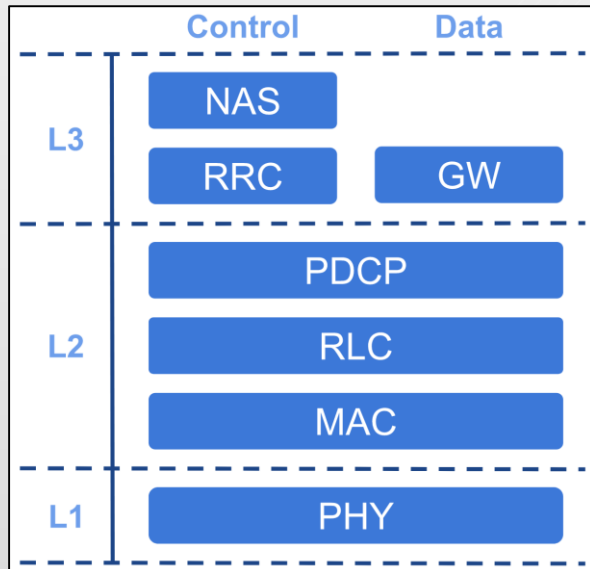 Control Data
L3
NAS
RRC GW
L2
PDCP
RLC
MAC
L1
PHY